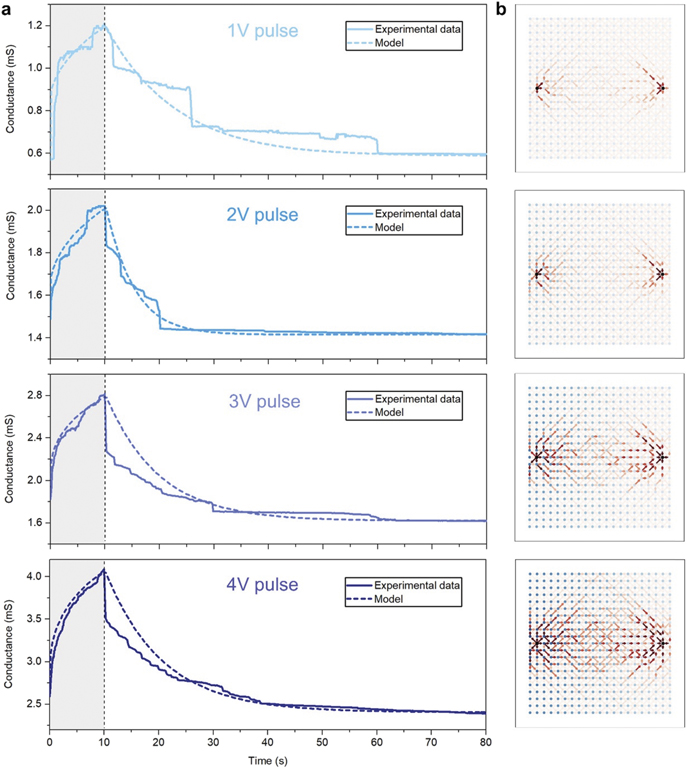 a
b
1V pulse
Experimental data
Model
Conductance (mS)
1.2
1.0
0.8
0.6
2V pulse
Experimental data
Model
Conductance (mS)
2.0
1.8
1.6
1.4
3V pulse
Experimental data
Model
Conductance (mS)
2.8
2.4
2.0
1.6
4V pulse
Experimental data
Model
Conductance (mS)
4.0
3.5
3.0
2.5
0 10 20 30 40 50 60 70 80
Time (s)